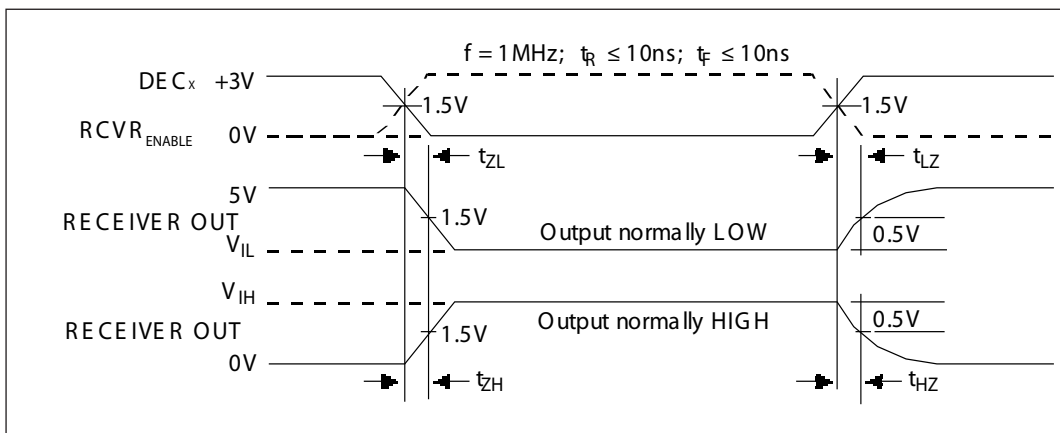 f = 1MHz; tR ≤ 10ns; tF ≤ 10ns
DECx +3V
1.5V
1.5V
RCVRENABLE 0V
tZL
tLZ
5V
RECEIVER OUT
1.5V
Output normally LOW
0.5V
VIL
VIH
RECEIVER OUT
1.5V
Output normally HIGH
0.5V
0V
tZH
tHZ